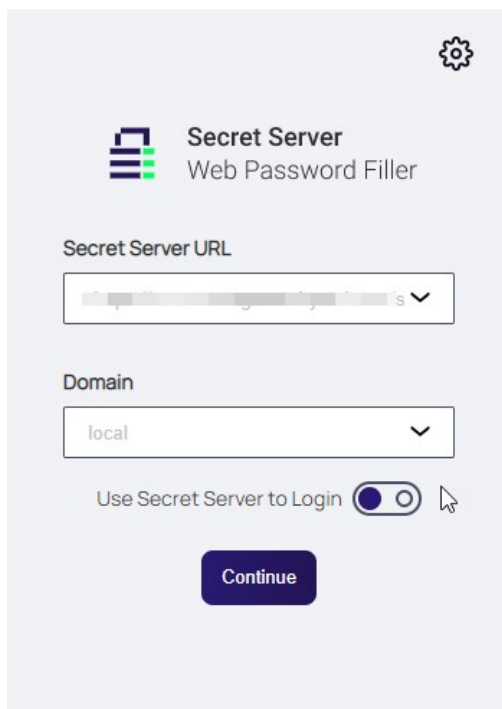 Secret Server
Web Password Filler
Secret Server URL
s
Domain
local
Use Secret Server to Login
Continue